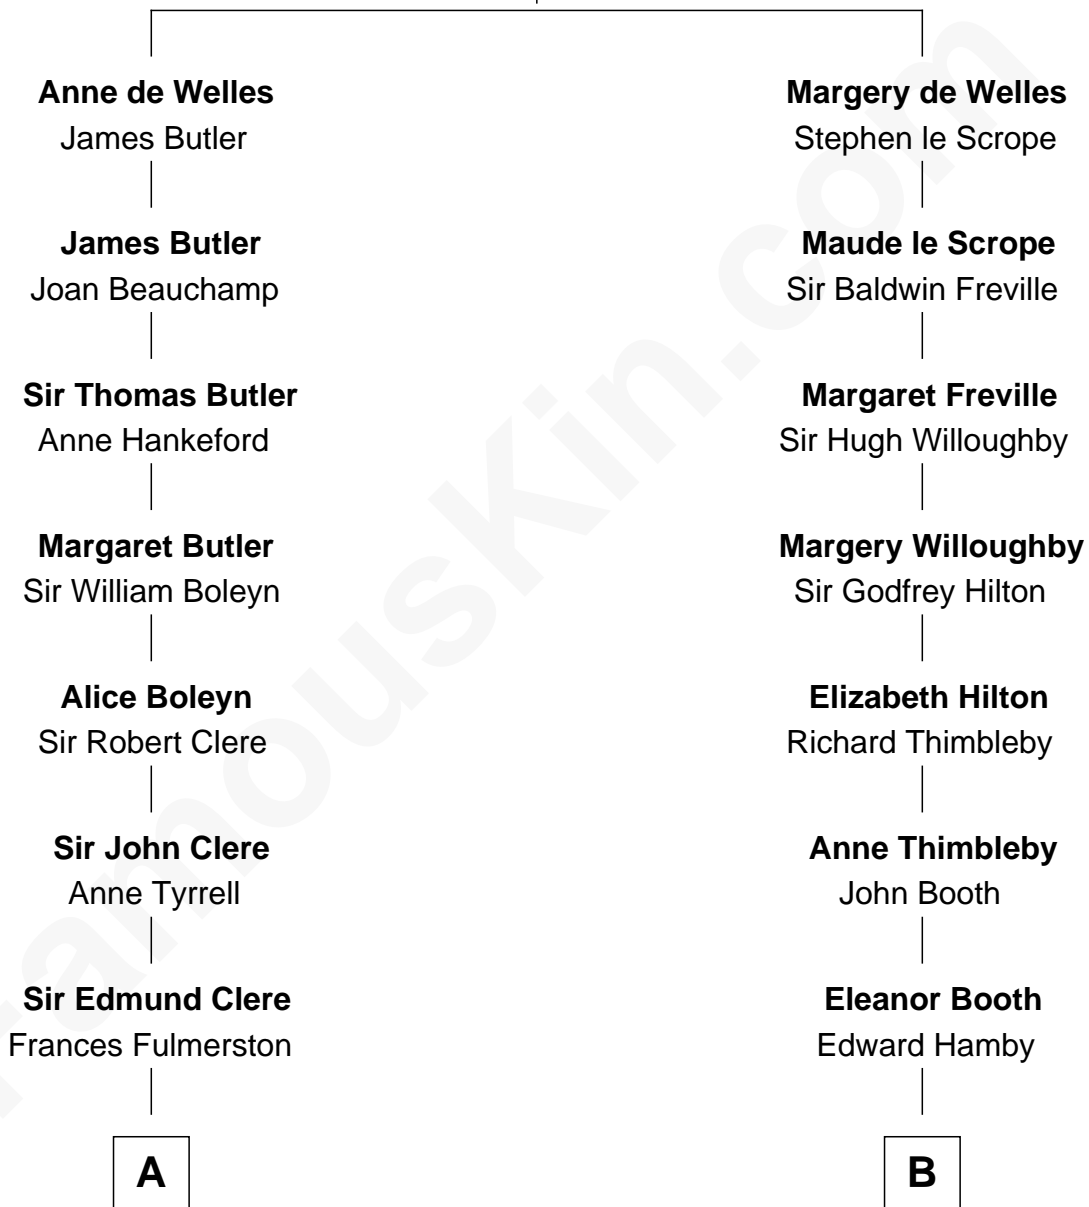 Anne de Welles
James Butler
James Butler
Joan Beauchamp
Sir Thomas Butler
Anne Hankeford
Margaret Butler
Sir William Boleyn
Alice Boleyn
Sir Robert Clere
Sir John Clere
Anne Tyrrell
Sir Edmund Clere
Frances Fulmerston
A
Margery de Welles
Stephen le Scrope
Maude le Scrope
Sir Baldwin Freville
Margaret Freville
Sir Hugh Willoughby
Margery Willoughby
Sir Godfrey Hilton
Elizabeth Hilton
Richard Thimbleby
Anne Thimbleby
John Booth
Eleanor Booth
Edward Hamby
B
FamousKin.com